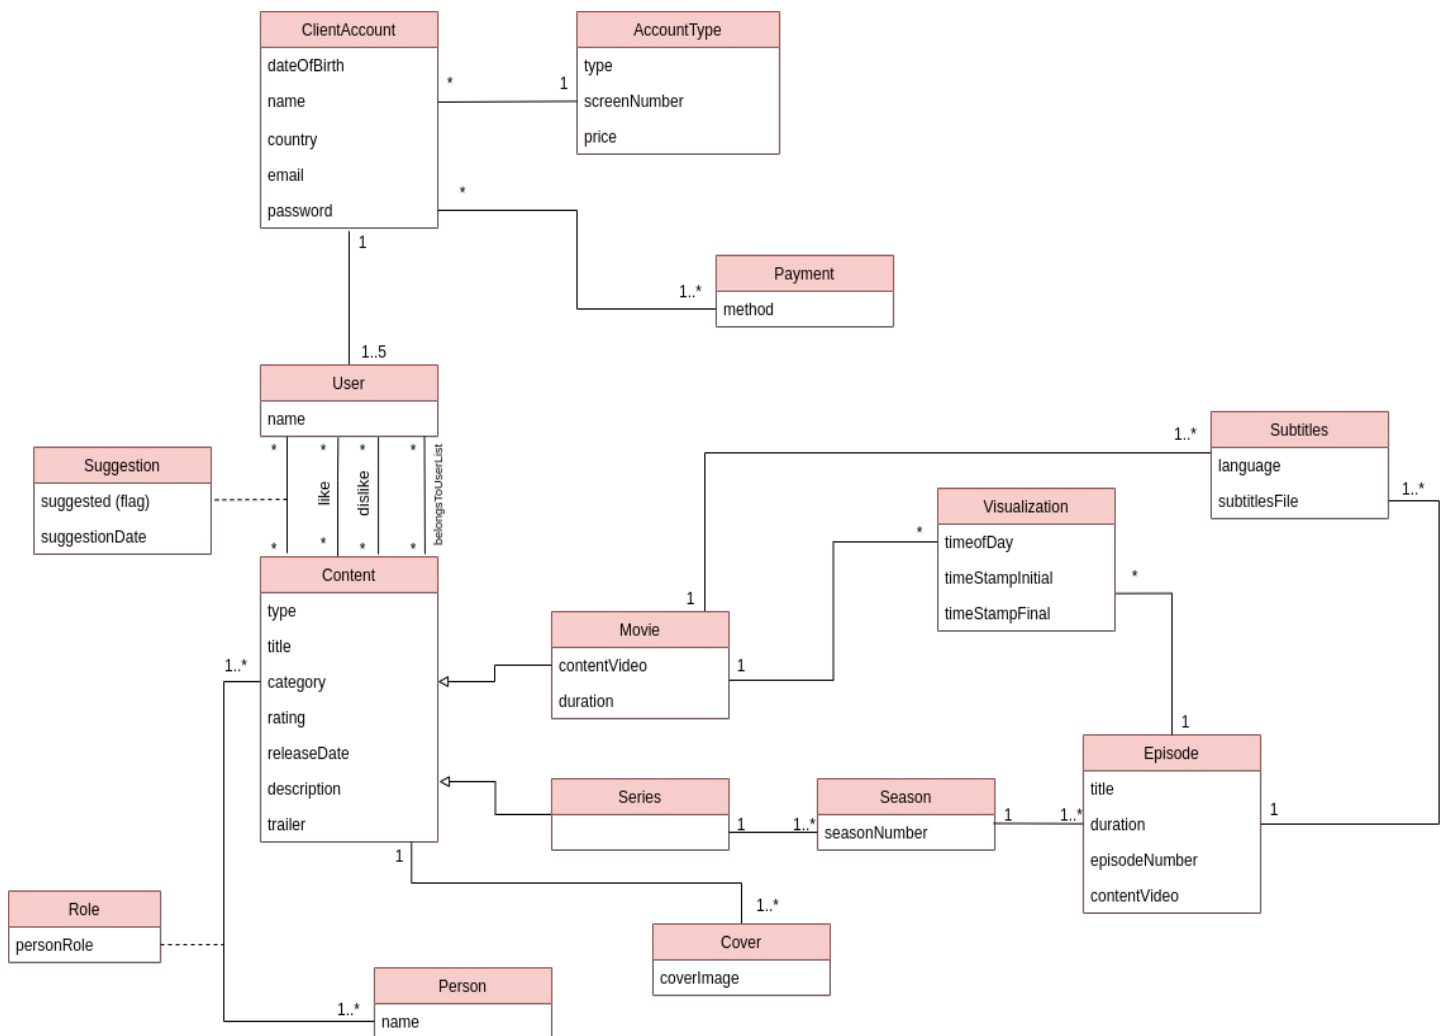 ClientAccount
dateOfBirth
name
country
email
password
*
1
AccountType
type
screenNumber
price
*
1..*
Payment
method
1
1..5
User
name
*
*
*
*
like
dislike
belongsToUserList
*
*
*
*
Suggestion
suggested (flag)
suggestionDate
Content
type
title
category
rating
releaseDate
description
trailer
1..*
1
Movie
contentVideo
duration
1
1
*
Visualization
timeofDay
timeStampInitial
timeStampFinal
*
1..*
Subtitles
language
subtitlesFile
1..*
Series
1
1..*
Season
seasonNumber
1
1..*
1
Episode
title
duration
episodeNumber
contentVideo
1
1..*
Cover
coverImage
Role
personRole
1..*
Person
name